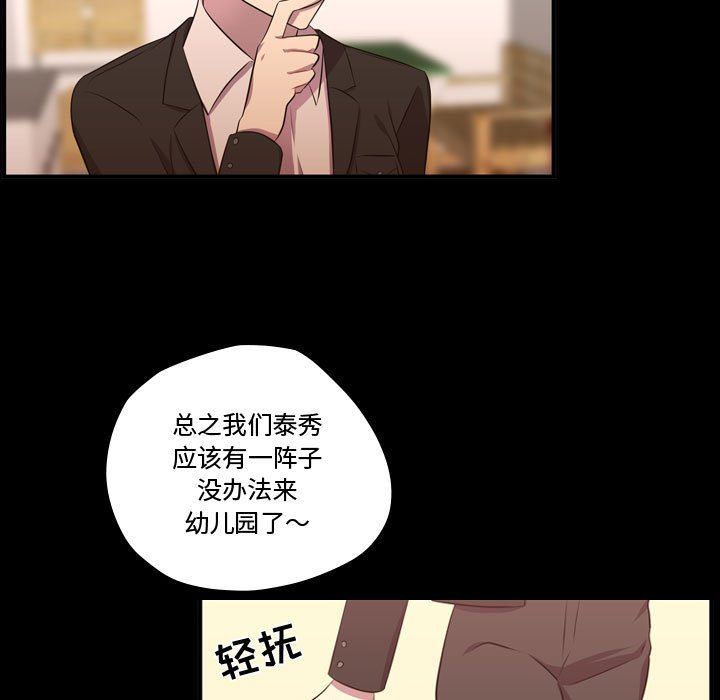 总之我们泰秀
应该有一阵子
没办法来
幼儿园了～
轻抚